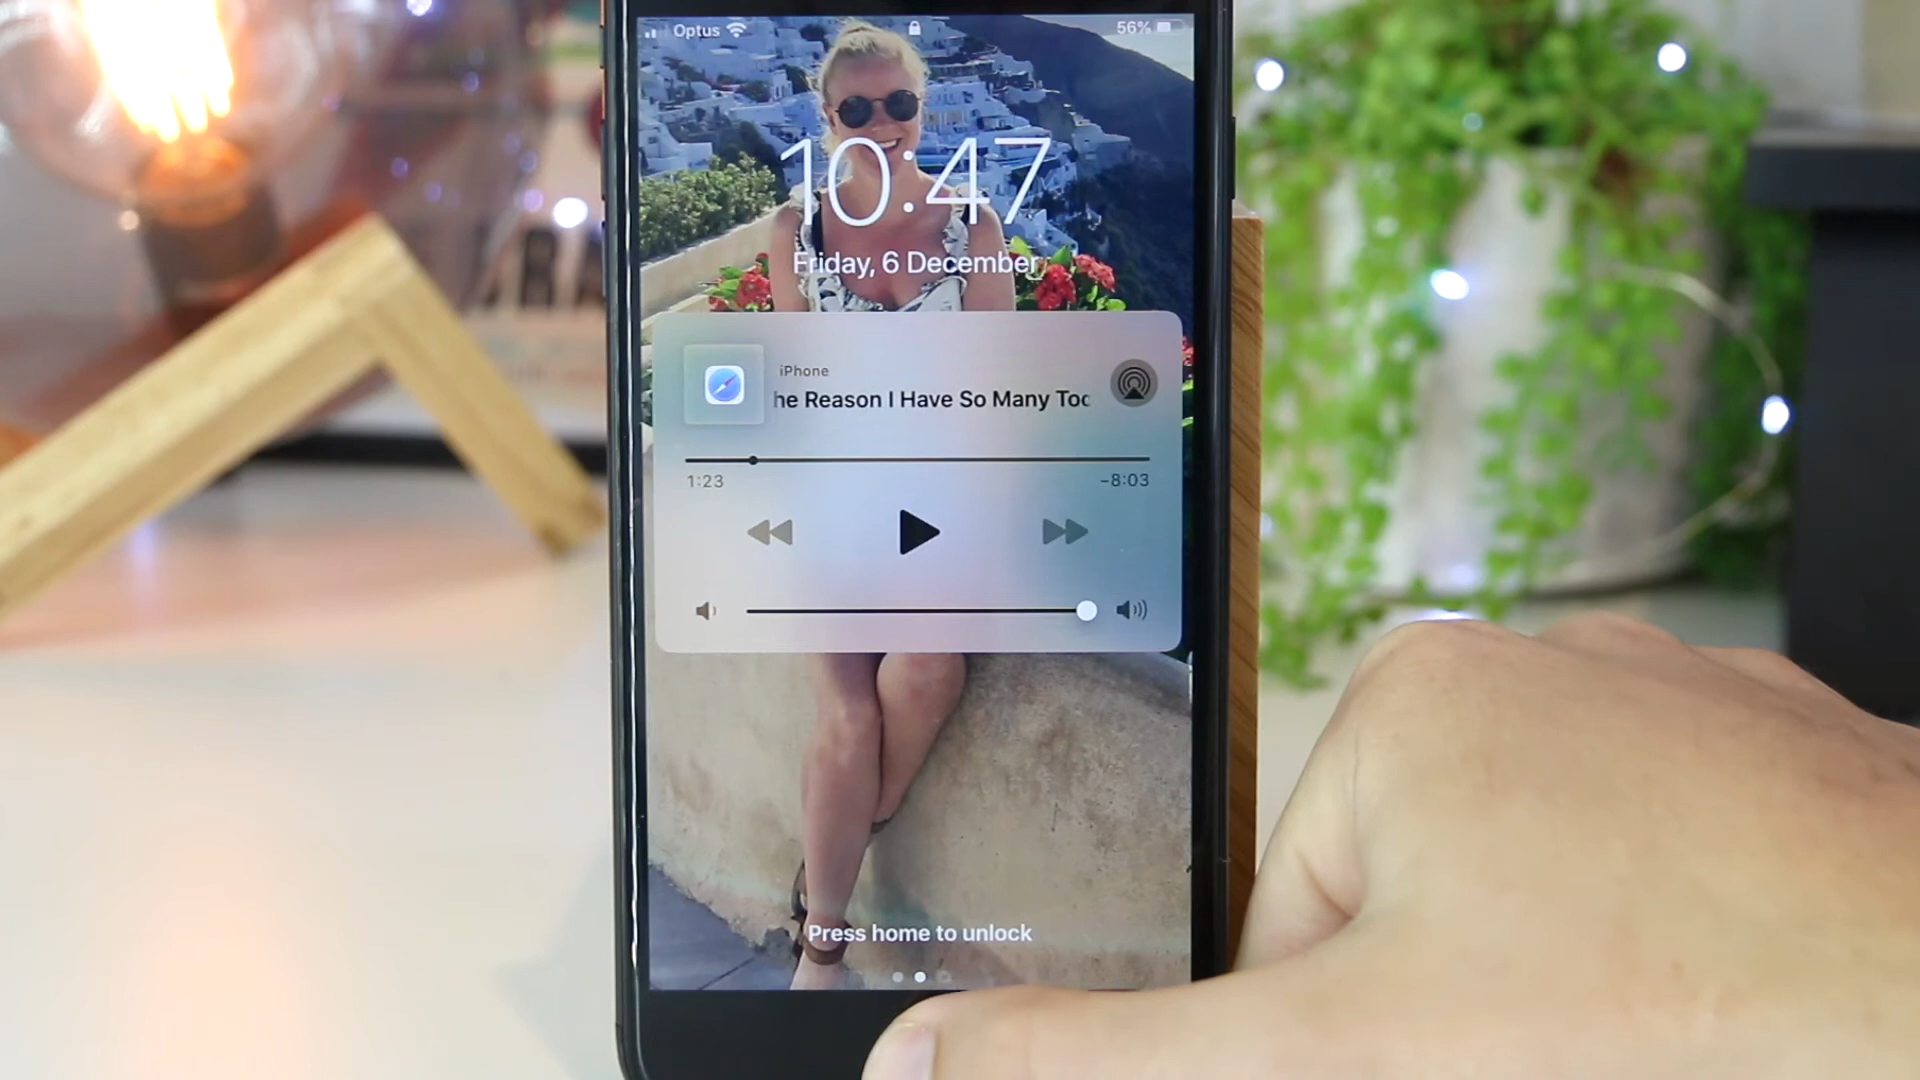 Optus
56%
10:47
Friday, 6 December
iPhone
he Reason I Have So Many Too
1:23
-8:03
Press home to unlock